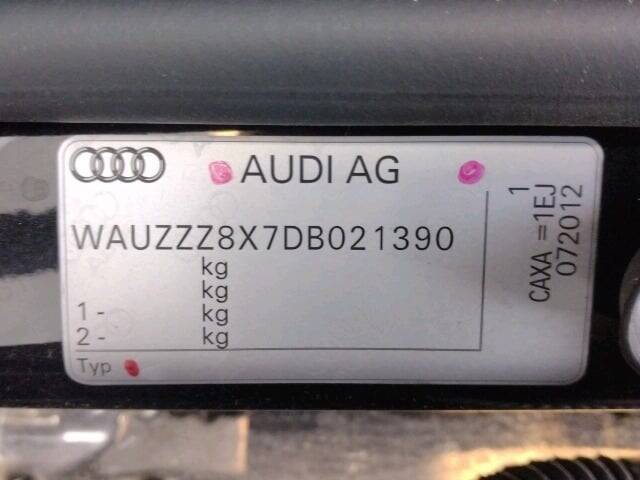 AUDI AG
WAUZZZ8X7DB021390
kg
kg
1 - kg
2 - kg
Typ
1
CAXA =1EJ
072012